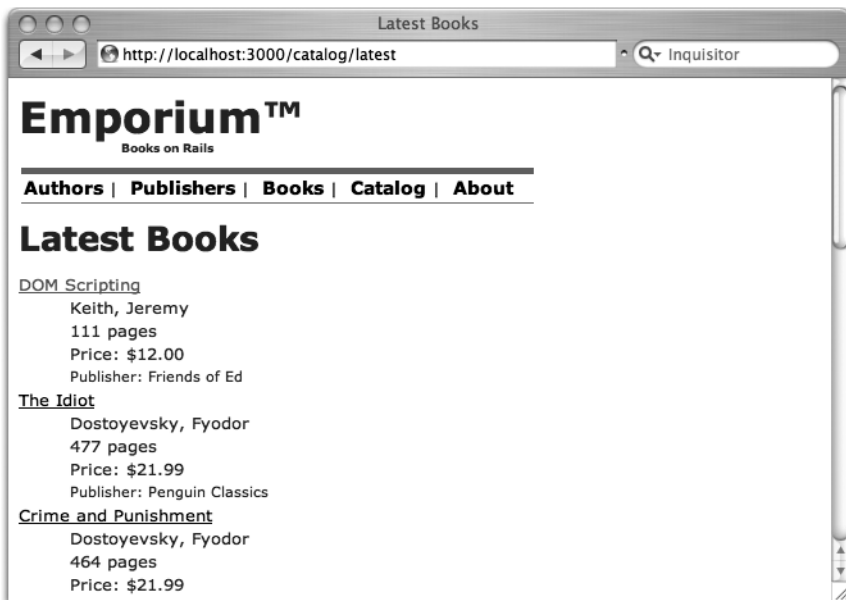 Latest Books
http://localhost:3000/catalog/latest
Inquisitor
Emporium™
Books on Rails
Authors | Publishers | Books | Catalog | About
Latest Books
DOM Scripting
Keith, Jeremy
111 pages
Price: $12.00
Publisher: Friends of Ed
The Idiot
Dostoyevsky, Fyodor
477 pages
Price: $21.99
Publisher: Penguin Classics
Crime and Punishment
Dostoyevsky, Fyodor
464 pages
Price: $21.99